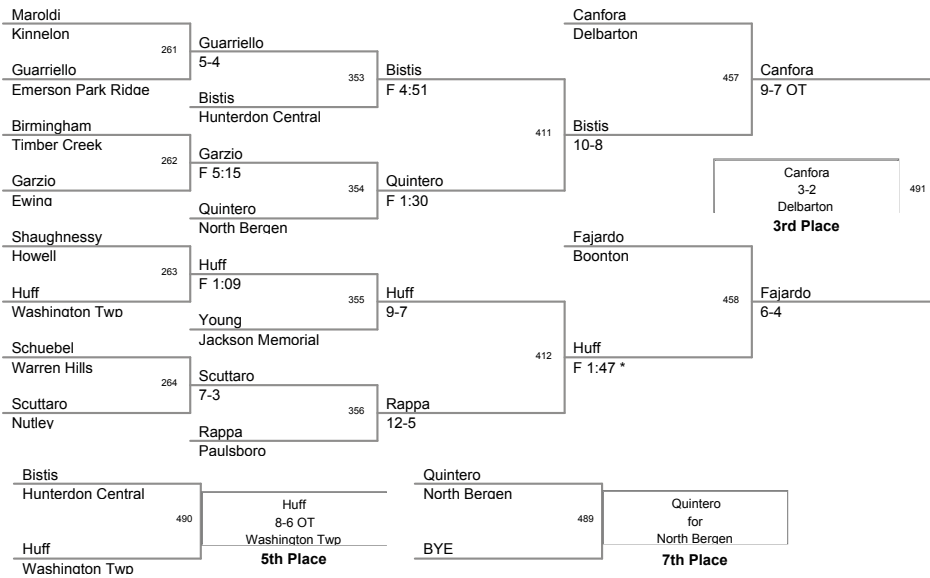 Maroldi
Kinnelon
261
Guarriello
Emerson Park Ridge
Guarriello
5-4
353
Bistis
Hunterdon Central
Birmingham
Timber Creek
262
Garzio
Ewing
Garzio
F 5:15
354
Quintero
North Bergen
Shaughnessy
Howell
263
Huff
Washington Twp
Huff
F 1:09
355
Young
Jackson Memorial
Schuebel
Warren Hills
264
Scuttaro
Nutley
Scuttaro
7-3
356
Rappa
Paulsboro
Bistis
F 4:51
411
Quintero
F 1:30
Huff
9-7
412
Rappa
12-5
Canfora
Delbarton
457
Bistis
10-8
Canfora
9-7 OT
Fajardo
Boonton
458
Huff
F 1:47 *
Fajardo
6-4
Canfora
3-2
Delbarton
491
3rd Place
Bistis
Hunterdon Central
490
Huff
Washington Twp
Huff
8-6 OT
Washington Twp
5th Place
Quintero
North Bergen
489
BYE
Quintero
for
North Bergen
7th Place